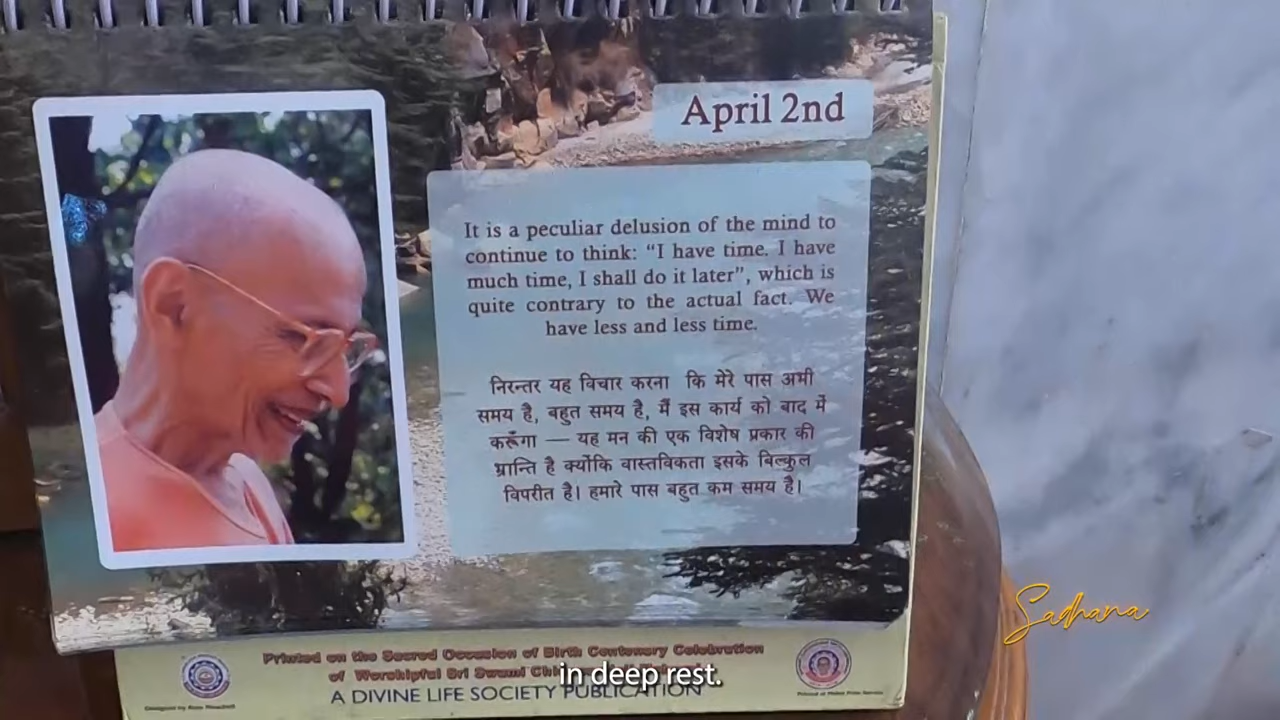 April 2nd
It is a peculiar delusion of the mind to
continue to think: “I have time. I have
much time, I shall do it later”, which is
quite contrary to the actual fact. We
have less and less time.
निरन्तर यह विचार करना कि मेरे पास अभी
समय है, बहुत समय है, मैं इस कार्य को बाद में
करूँगा — यह मन की एक विशेष प्रकार की
भ्रान्ति है क्योंकि वास्तविकता इसके बिल्कुल
विपरीत है। हमारे पास बहुत कम समय है।
Sadhana
Printed on the Sacred Occasion of Birth Centenary Celebration
of Worshipful Sri Swami
in deep rest.
A DIVINE LIFE SOCIETY PUBLICATION
Designed by